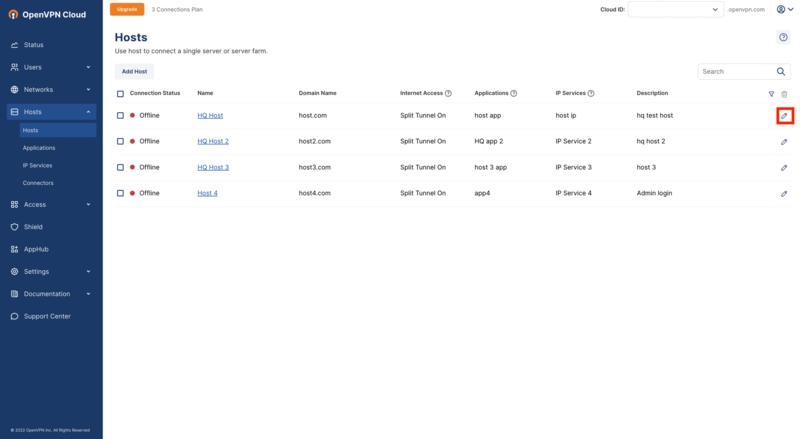 OpenVPN Cloud
Upgrade 3 Connections Plan
Cloud ID: .openvpn.com
Status
Users
Networks
Hosts
Hosts
Applications
IP Services
Connectors
Access
Shield
AppHub
Settings
Documentation
Support Center
© 2022 OpenVPN Inc. All Rights Reserved
Hosts
Use host to connect a single server or server farm.
Add Host
Search
Connection Status Name Domain Name Internet Access Applications IP Services Description
Offline HQ Host host.com Split Tunnel On host app host ip hq test host
Offline HQ Host 2 host2.com Split Tunnel On HQ app 2 IP Service 2 hq host 2
Offline HQ Host 3 host3.com Split Tunnel On host 3 app IP Service 3 host 3
Offline Host 4 host4.com Split Tunnel On app4 IP Service 4 Admin login